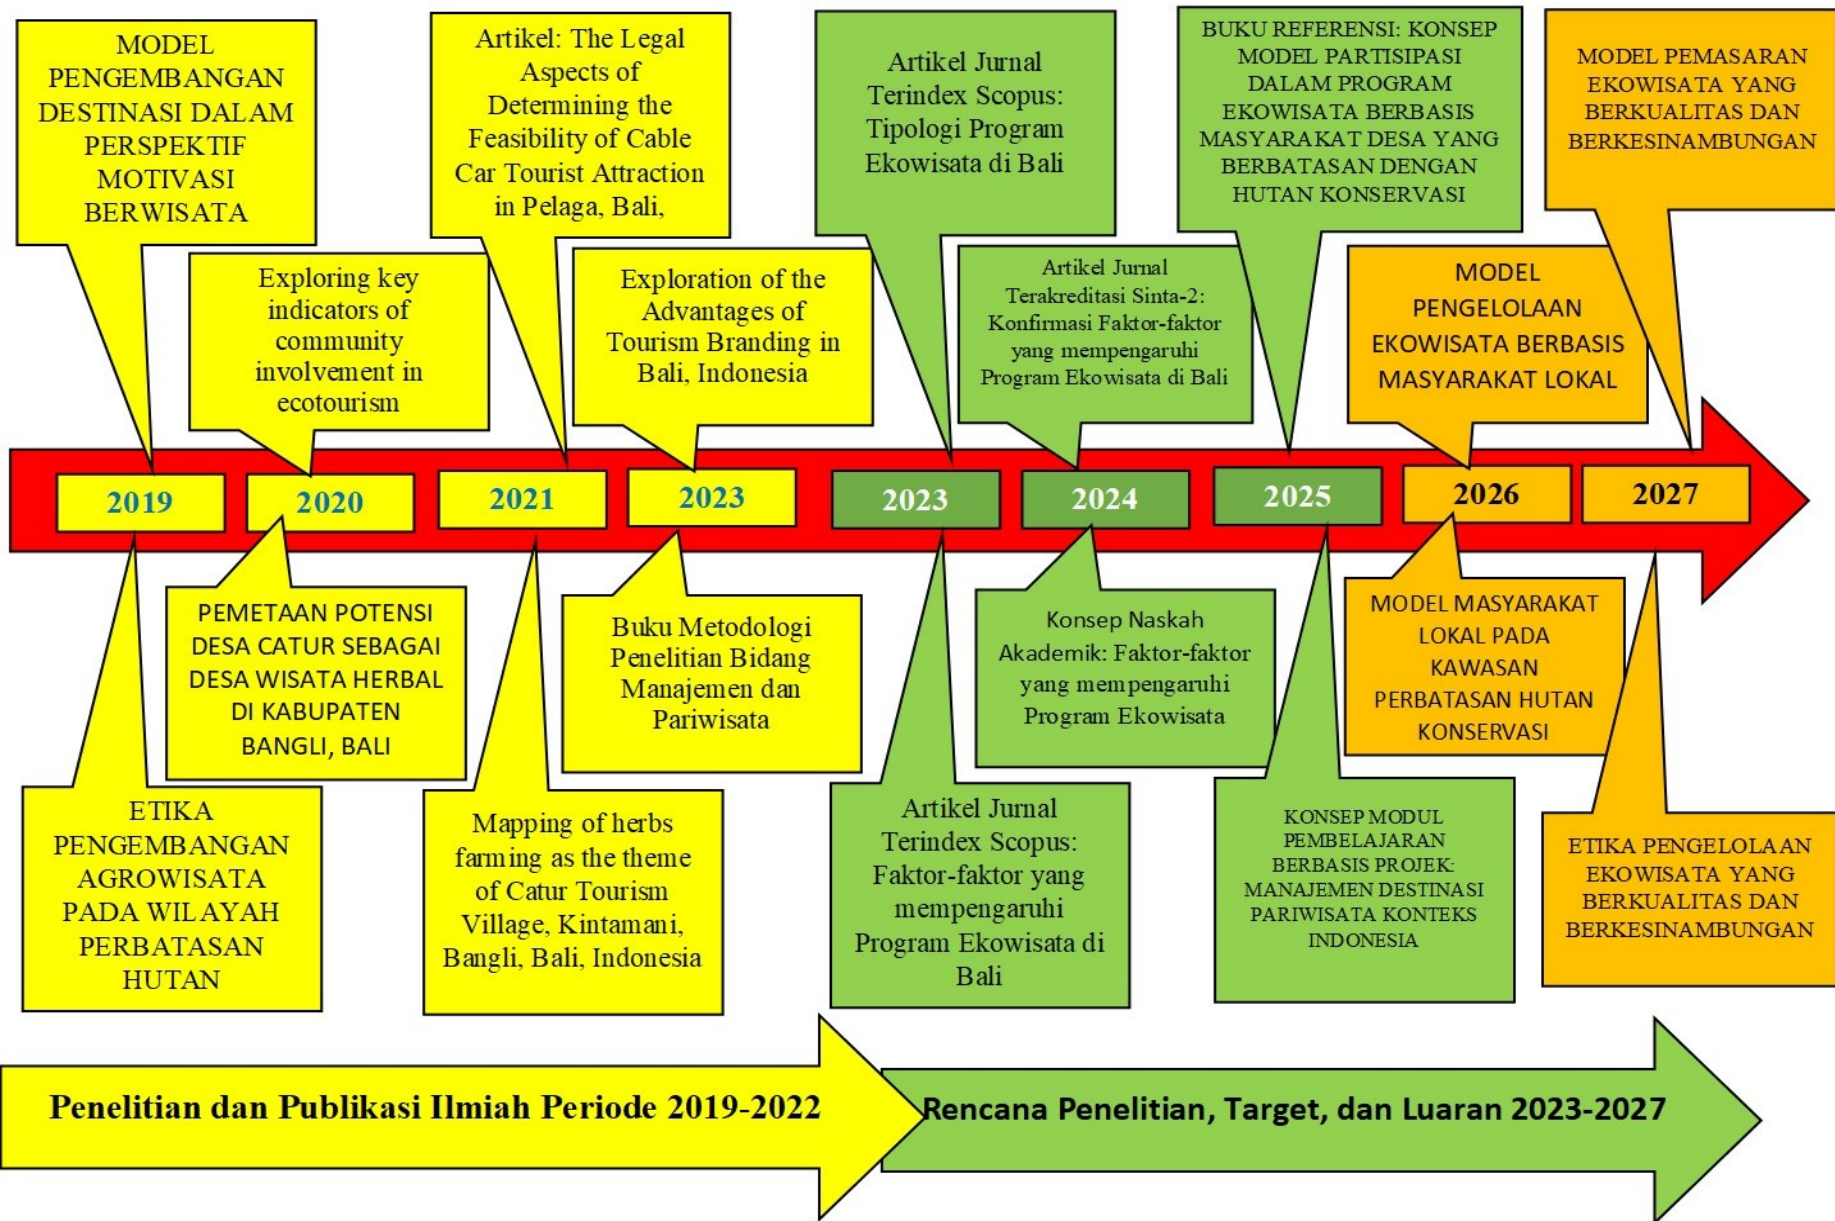 MODEL
PENGEMBANGAN
DESTINASI DALAM
PERSPEKTIF
MOTIVASI
BERWISATA
Artikel: The Legal
Aspects of
Determining the
Feasibility of Cable
Car Tourist Attraction
in Pelaga, Bali,
Artikel Jurnal
Terindex Scopus:
Tipologi Program
Ekowisata di Bali
BUKU REFERENSI: KONSEP
MODEL PARTISIPASI
DALAM PROGRAM
EKOWISATA BERBASIS
MASYARAKAT DESA YANG
BERBATASAN DENGAN
HUTAN KONSERVASI
MODEL PEMASARAN
EKOWISATA YANG
BERKUALITAS DAN
BERKESINAMBUNGAN
Exploring key
indicators of
community
involvement in
ecotourism
Exploration of the
Advantages of
Tourism Branding in
Bali, Indonesia
Artikel Jurnal
Terakreditasi Sinta-2:
Konfirmasi Faktor-faktor
yang mempengaruhi
Program Ekowisata di Bali
MODEL
PENGELOLAAN
EKOWISATA BERBASIS
MASYARAKAT LOKAL
2019
2020
2021
2023
2023
2024
2025
2026
2027
PEMETAAN POTENSI
DESA CATUR SEBAGAI
DESA WISATA HERBAL
DI KABUPATEN
BANGLI, BALI
Buku Metodologi
Penelitian Bidang
Manajemen dan
Pariwisata
Konsep Naskah
Akademik: Faktor-faktor
yang mempengaruhi
Program Ekowisata
MODEL MASYARAKAT
LOKAL PADA
KAWASAN
PERBATASAN HUTAN
KONSERVASI
ETIKA
PENGEMBANGAN
AGROWISATA
PADA WILAYAH
PERBATASAN
HUTAN
Mapping of herbs
farming as the theme
of Catur Tourism
Village, Kintamani,
Bangli, Bali, Indonesia
Artikel Jurnal
Terindex Scopus:
Faktor-faktor yang
mempengaruhi
Program Ekowisata di
Bali
KONSEP MODUL
PEMBELAJARAN
BERBASIS PROJEK:
MANAJEMEN DESTINASI
PARIWISATA KONTEKS
INDONESIA
ETIKA PENGELOLAAN
EKOWISATA YANG
BERKUALITAS DAN
BERKESINAMBUNGAN
Penelitian dan Publikasi Ilmiah Periode 2019-2022
Rencana Penelitian, Target, dan Luaran 2023-2027